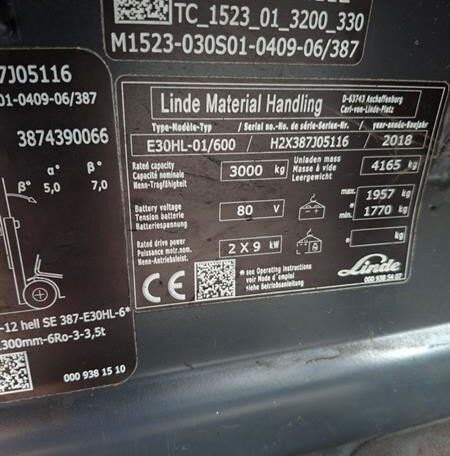 TC_1523_01_3200_330
M1523-030S01-0409-06/387
7J05116
01-0409-06/387
3874390066
α° α°
β° 5,0 β° 7,0
-12 hell SE 387-E30HL-6*
300mm-6Ro-3-3,5t
000 938 15 10
Linde Material Handling
D-63743 Aschaffenburg
Carl-von-Linde-Platz
Type-Modèle-Typ / Serial no.-No. de série-Serien-Nr. / year-année-Baujahr
E30HL-01/600 / H2X387J05116 / 2018
Rated capacity
Capacité nominale
Nenn-Tragfähigkeit
3000 kg
Unladen mass
Masse à vide
Leergewicht
4165 kg
Battery voltage
Tension batterie
Batteriespannung
80 V
max. 1957 kg
* min. 1770 kg
Rated drive power
Puissance motr.nom.
Nenn-Antriebsleist.
2 X 9 kW
* kg
CE
* see Operating Instructions
voir Mode d'emploi
siehe Betriebsanleitung
Linde
000 938 54 07